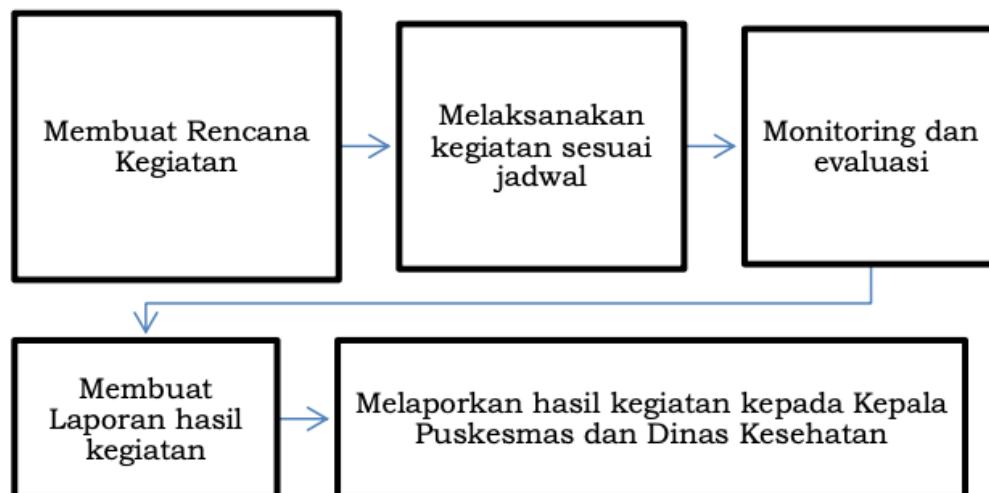 Membuat Rencana
Kegiatan
Melaksanakan
kegiatan sesuai
jadwal
Monitoring dan
evaluasi
Membuat
Laporan hasil
kegiatan
Melaporkan hasil kegiatan kepada Kepala
Puskesmas dan Dinas Kesehatan